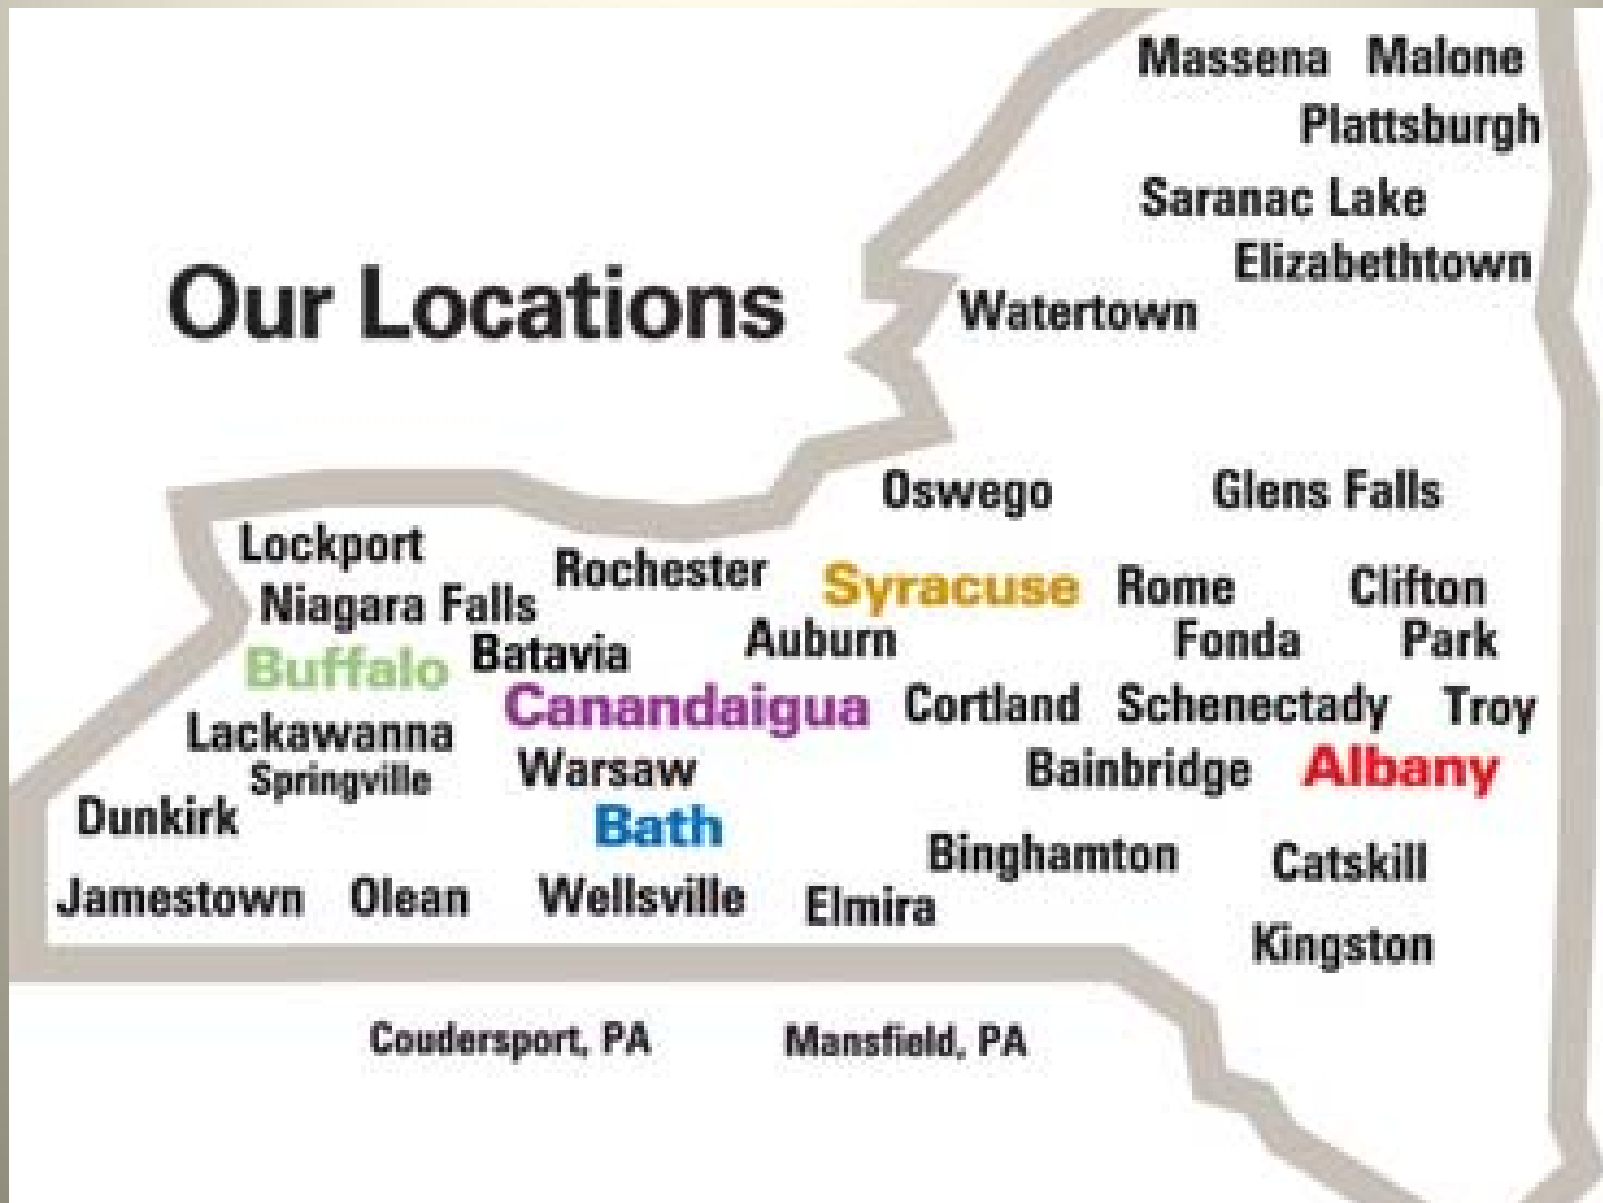 Massena Malone
Plattsburgh
Saranac Lake
Elizabethtown
Our Locations
Watertown
Oswego Glens Falls
Lockport
Rochester Syracuse Rome Clifton
Niagara Falls
Auburn Fonda Park
Buffalo Batavia
Canandaigua Cortland Schenectady Troy
Lackawanna
Springville Warsaw Bainbridge Albany
Dunkirk Bath
Binghamton Catskill
Jamestown Olean Wellsville Elmira
Kingston
Coudersport, PA Mansfield, PA